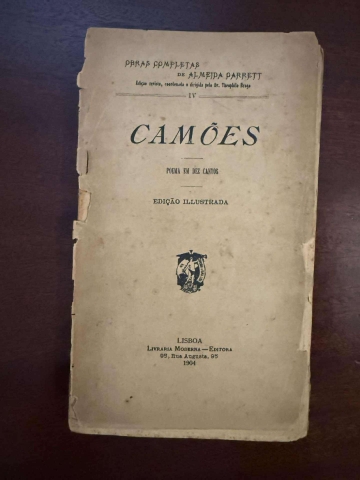 OBRAS COMPLETAS
DE ALMEIDA GARRETT
Edição revista, coordenada e dirigida pelo Dr. Theophilo Braga
IV
CAMÕES
POEMA EM DEZ CANTOS
EDIÇÃO ILLUSTRADA
LISBOA
LIVRARIA MODERNA—EDITORA
95, Rua Augusta, 95
1904